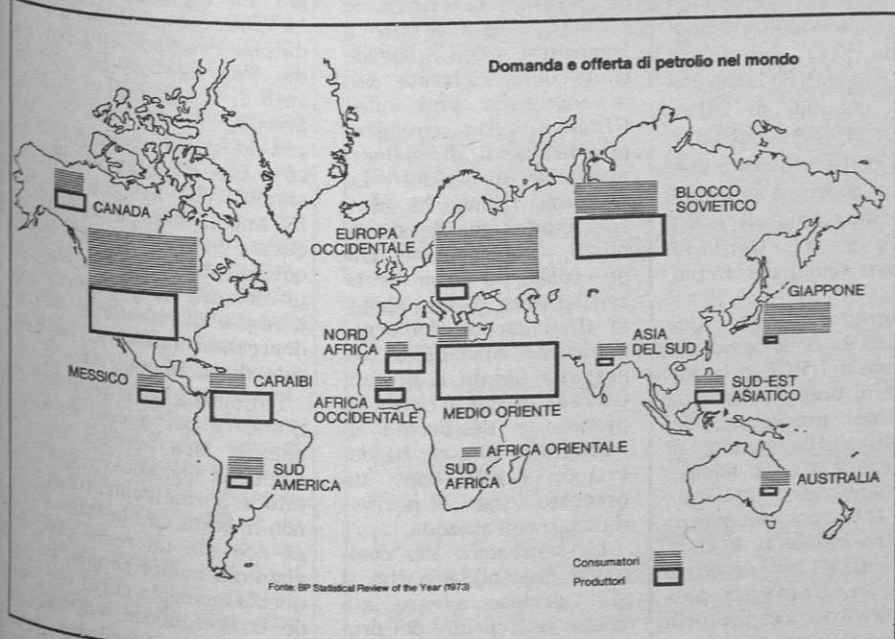 Domanda e offerta di petrolio nel mondo
CANADA
USA
MESSICO
CARAIBI
SUD
AMERICA
EUROPA
OCCIDENTALE
NORD
AFRICA
AFRICA
OCCIDENTALE
MEDIO ORIENTE
AFRICA ORIENTALE
SUD
AFRICA
BLOCCO
SOVIETICO
GIAPPONE
ASIA
DEL SUD
SUD-EST
ASIATICO
AUSTRALIA
Consumatori
Produttori
Fonte: BP Statistical Review of the Year (1973)